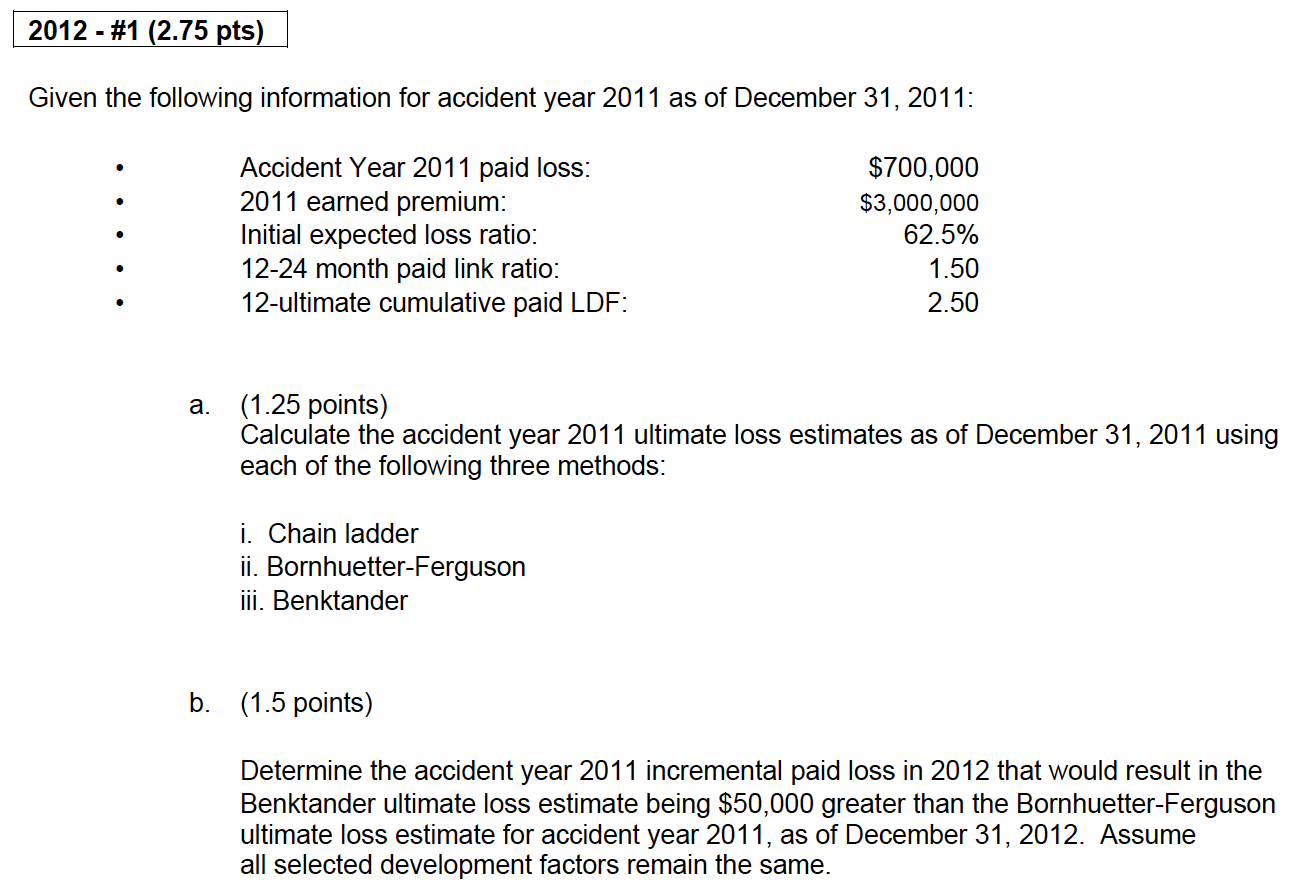 2012 - #1 (2.75 pts)
Given the following information for accident year 2011 as of December 31, 2011:
• Accident Year 2011 paid loss: $700,000
• 2011 earned premium: $3,000,000
• Initial expected loss ratio: 62.5%
• 12-24 month paid link ratio: 1.50
• 12-ultimate cumulative paid LDF: 2.50
a. (1.25 points)
Calculate the accident year 2011 ultimate loss estimates as of December 31, 2011 using
each of the following three methods:
i. Chain ladder
ii. Bornhuetter-Ferguson
iii. Benktander
b. (1.5 points)
Determine the accident year 2011 incremental paid loss in 2012 that would result in the
Benktander ultimate loss estimate being $50,000 greater than the Bornhuetter-Ferguson
ultimate loss estimate for accident year 2011, as of December 31, 2012. Assume
all selected development factors remain the same.